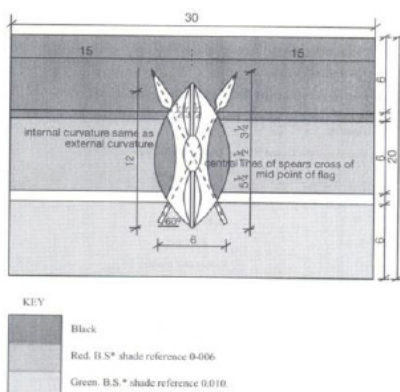 30
15 15
6
internal curvature same as
external curvature
central lines of spears cross of
mid point of flag
12
6
20
60º
6
6
KEY
Black
Red. B.S* shade reference 0-006
Green. B.S.* shade reference 0.010.